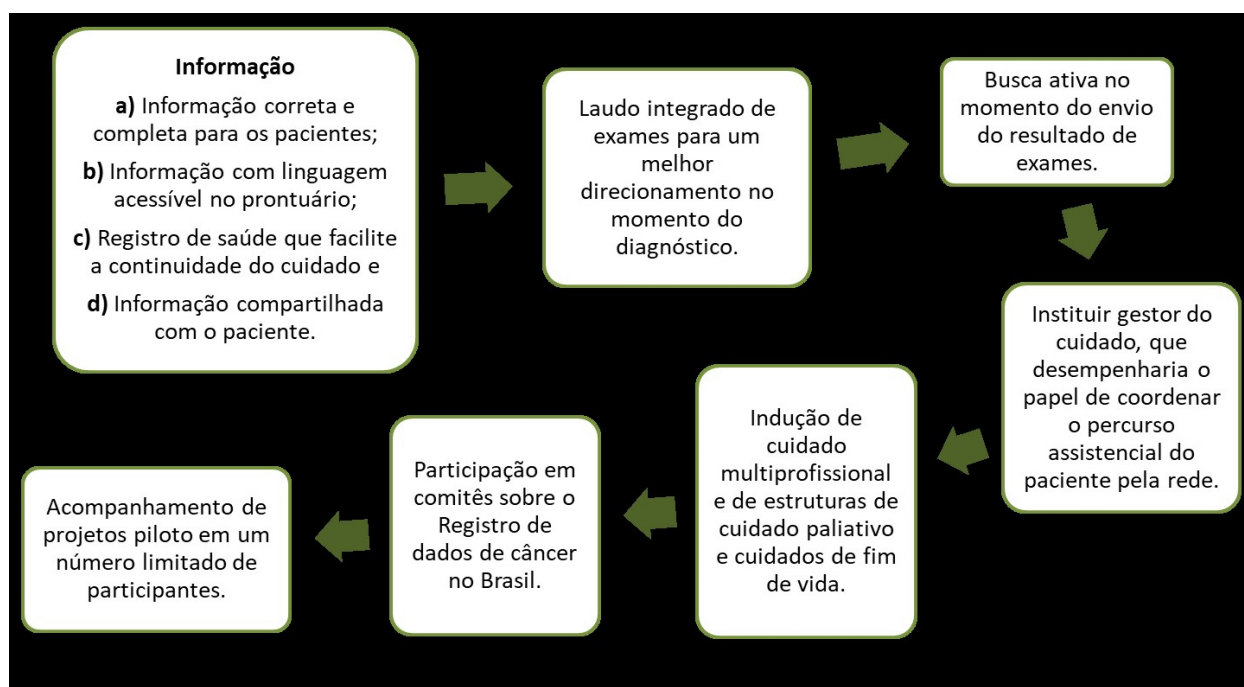 Informação
a) Informação correta e
completa para os pacientes;
b) Informação com linguagem
acessível no prontuário;
c) Registro de saúde que facilite
a continuidade do cuidado e
d) Informação compartilhada
com o paciente.
Laudo integrado de
exames para um
melhor
direcionamento no
momento do
diagnóstico.
Busca ativa no
momento do envio
do resultado de
exames.
Instituir gestor do
cuidado, que
desempenharia o
papel de coordenar
o percurso
assistencial do
paciente pela rede.
Indução de
cuidado
multiprofissional
e de estruturas de
cuidado paliativo
e cuidados de fim
de vida.
Participação em
comitês sobre o
Registro de
dados de câncer
no Brasil.
Acompanhamento de
projetos piloto em um
número limitado de
participantes.